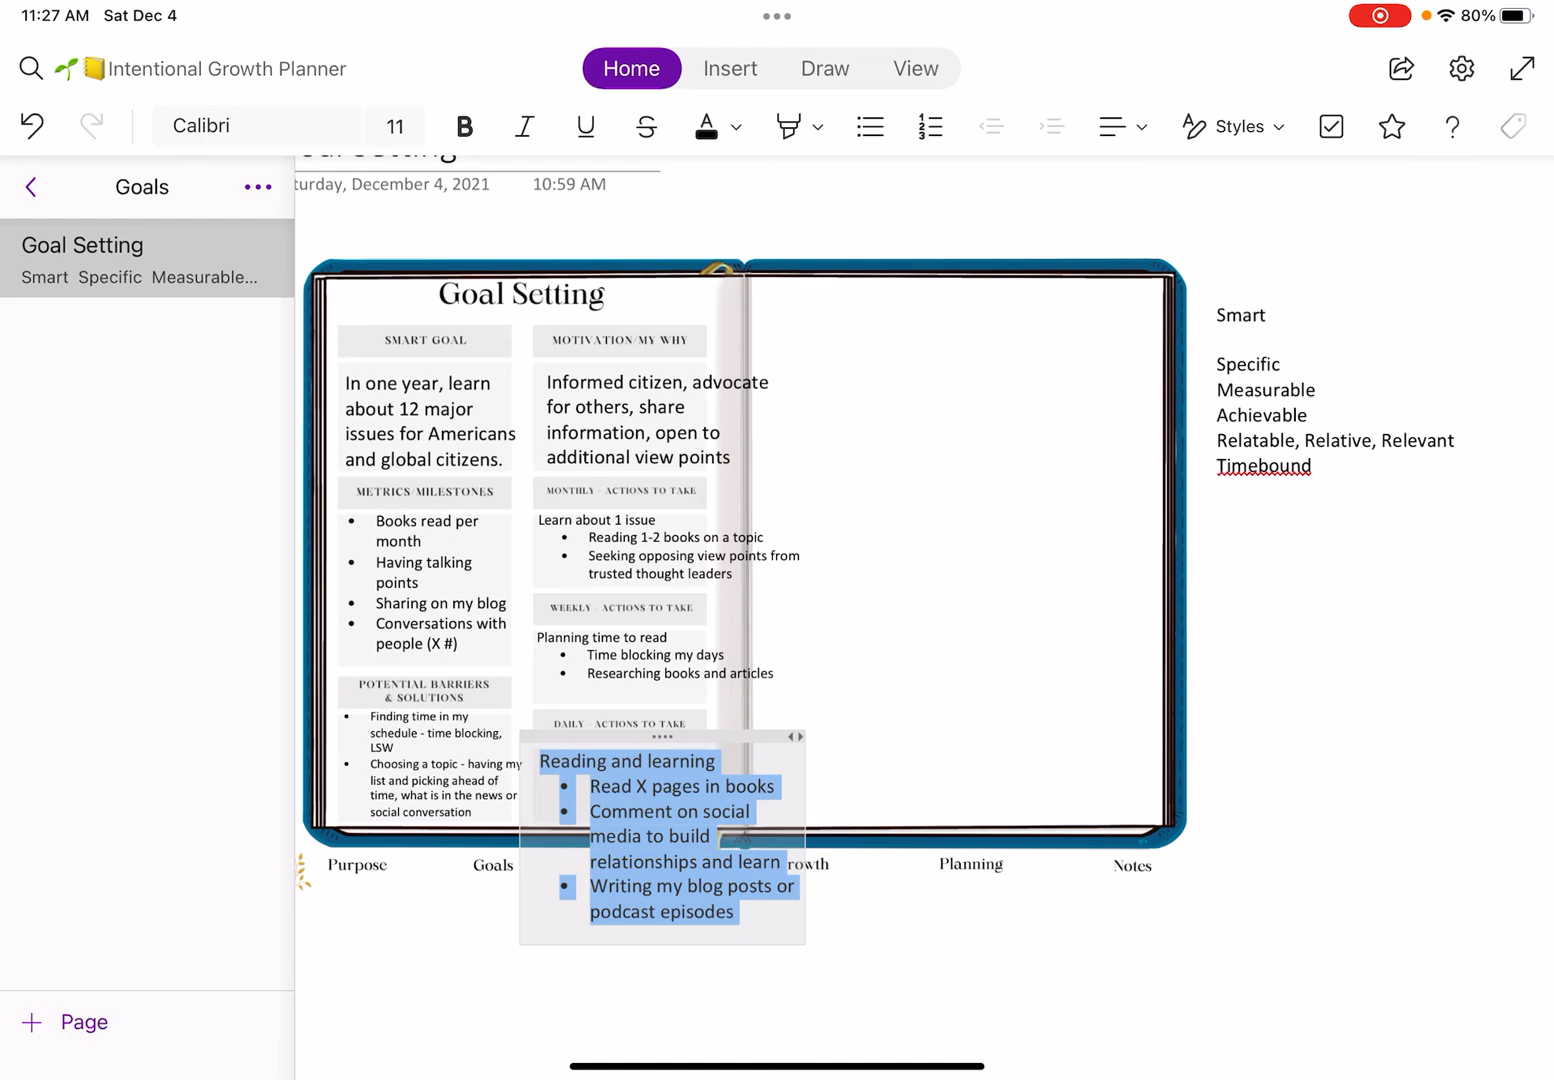 11:27 AM Sat Dec 4
80%
Intentional Growth Planner
Home Insert Draw View
Calibri 11 B I U S A Styles ?
Goals
Goal Setting
Smart Specific Measurable...
Page
Setting
turday, December 4, 2021 10:59 AM
Goal Setting
SMART GOAL
In one year, learn
about 12 major
issues for Americans
and global citizens.
METRICS/MILESTONES
• Books read per
month
• Having talking
points
• Sharing on my blog
• Conversations with
people (X #)
POTENTIAL BARRIERS
& SOLUTIONS
• Finding time in my
schedule - time blocking,
LSW
• Choosing a topic - having my
list and picking ahead of
time, what is in the news or
social conversation
MOTIVATION/MY WHY
Informed citizen, advocate
for others, share
information, open to
additional view points
MONTHLY - ACTIONS TO TAKE
Learn about 1 issue
• Reading 1-2 books on a topic
• Seeking opposing view points from
trusted thought leaders
WEEKLY - ACTIONS TO TAKE
Planning time to read
• Time blocking my days
• Researching books and articles
DAILY - ACTIONS TO TAKE
Reading and learning
• Read X pages in books
• Comment on social
media to build
relationships and learn
• Writing my blog posts or
podcast episodes
Purpose Goals rowth Planning Notes
Smart
Specific
Measurable
Achievable
Relatable, Relative, Relevant
Timebound